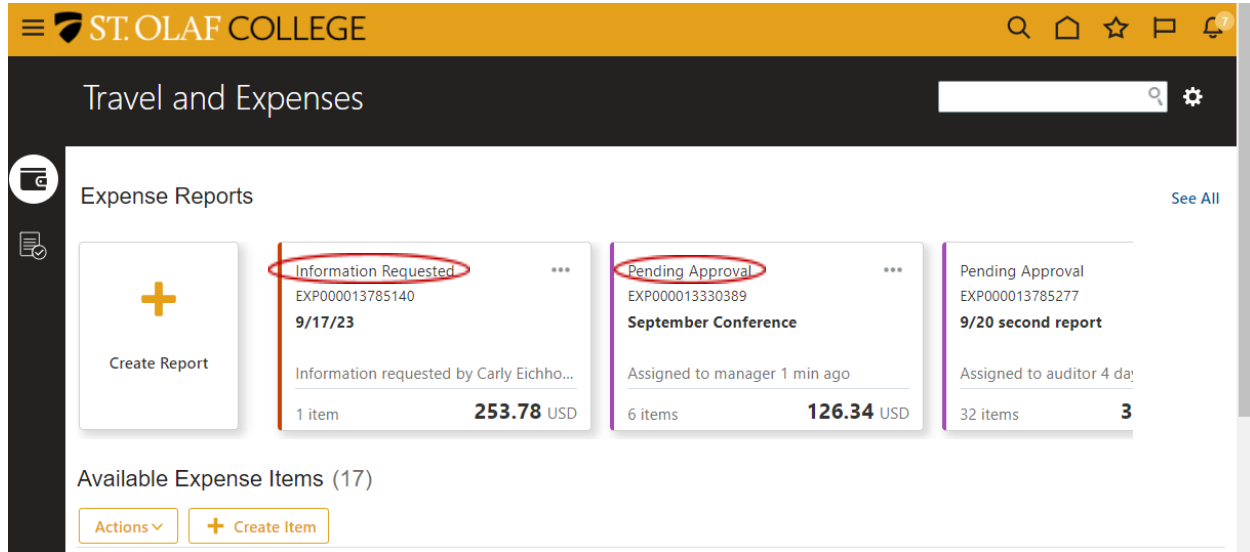 ST. OLAF COLLEGE
7
Travel and Expenses
Expense Reports
See All
Create Report
Information Requested
EXP000013785140
9/17/23
Information requested by Carly Eichho...
1 item 253.78 USD
Pending Approval
EXP000013330389
September Conference
Assigned to manager 1 min ago
6 items 126.34 USD
Pending Approval
EXP000013785277
9/20 second report
Assigned to auditor 4 day
32 items 3
Available Expense Items (17)
Actions
Create Item